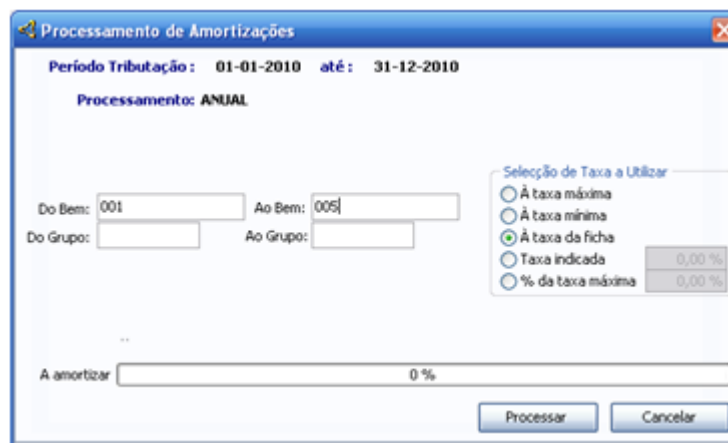 Processamento de Amortizações
Período Tributação : 01-01-2010 até : 31-12-2010
Processamento: ANUAL
Selecção de Taxa a Utilizar
À taxa máxima
À taxa mínima
À taxa da ficha
Taxa indicada 0,00 %
% da taxa máxima 0,00 %
Do Bem: 001 Ao Bem: 005
Do Grupo: Ao Grupo:
..
A amortizar 0 %
Processar Cancelar